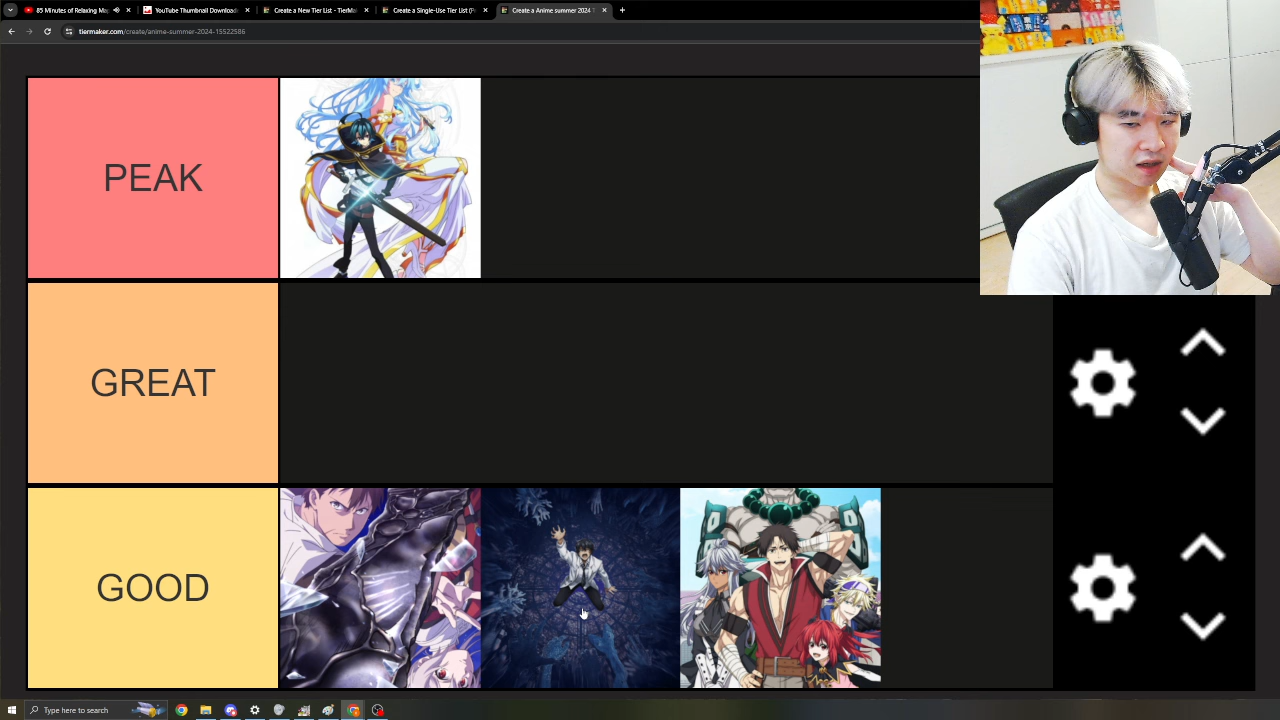 85 Minutes of Relaxing Ma
YouTube Thumbnail Download
Create a New Tier List - TierMa
Create a Single-Use Tier List (P
Create a Anime summer 2024 T
tiermaker.com/create/anime-summer-2024-15522586
PEAK
GREAT
GOOD
Type here to search